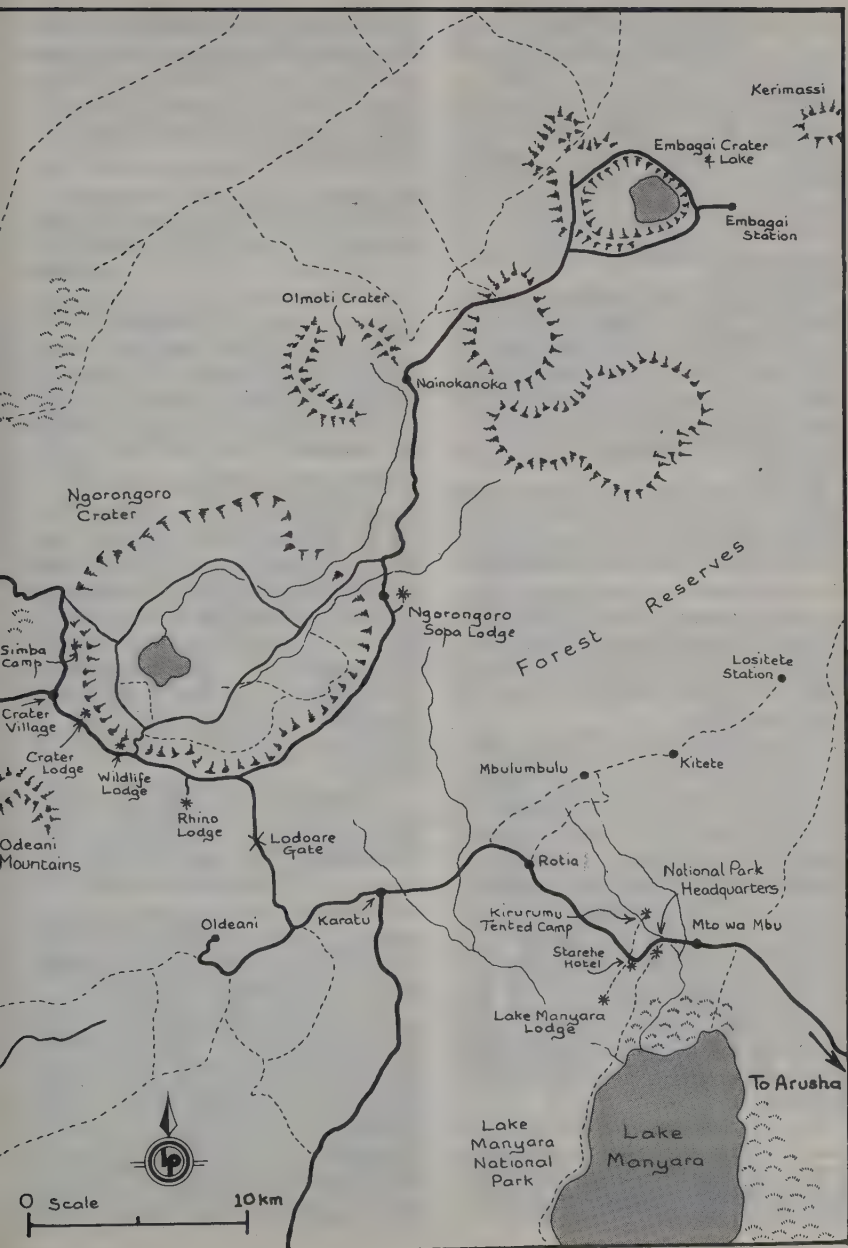 Kerimassi
Embagai Crater
& Lake
Embagai
Station
Olmoti Crater
Nainokanoka
Ngorongoro
Crater
Ngorongoro
Sopa Lodge
Forest Reserves
Simba
Camp
Lositete
Station
Crater
Village
Crater
Lodge
Wildlife
Lodge
Mbulumbulu
Kitete
Rhino
Lodge
Odeani
Mountains
Lodoare
Gate
Rotia
National Park
Headquarters
Kirurumu
Tented Camp
Oldeani
Karatu
Mto wa Mbu
Starehe
Hotel
Lake Manyara
Lodge
To Arusha
Lake
Manyara
National
Park
Lake
Manyara
LP
0 Scale 10 km